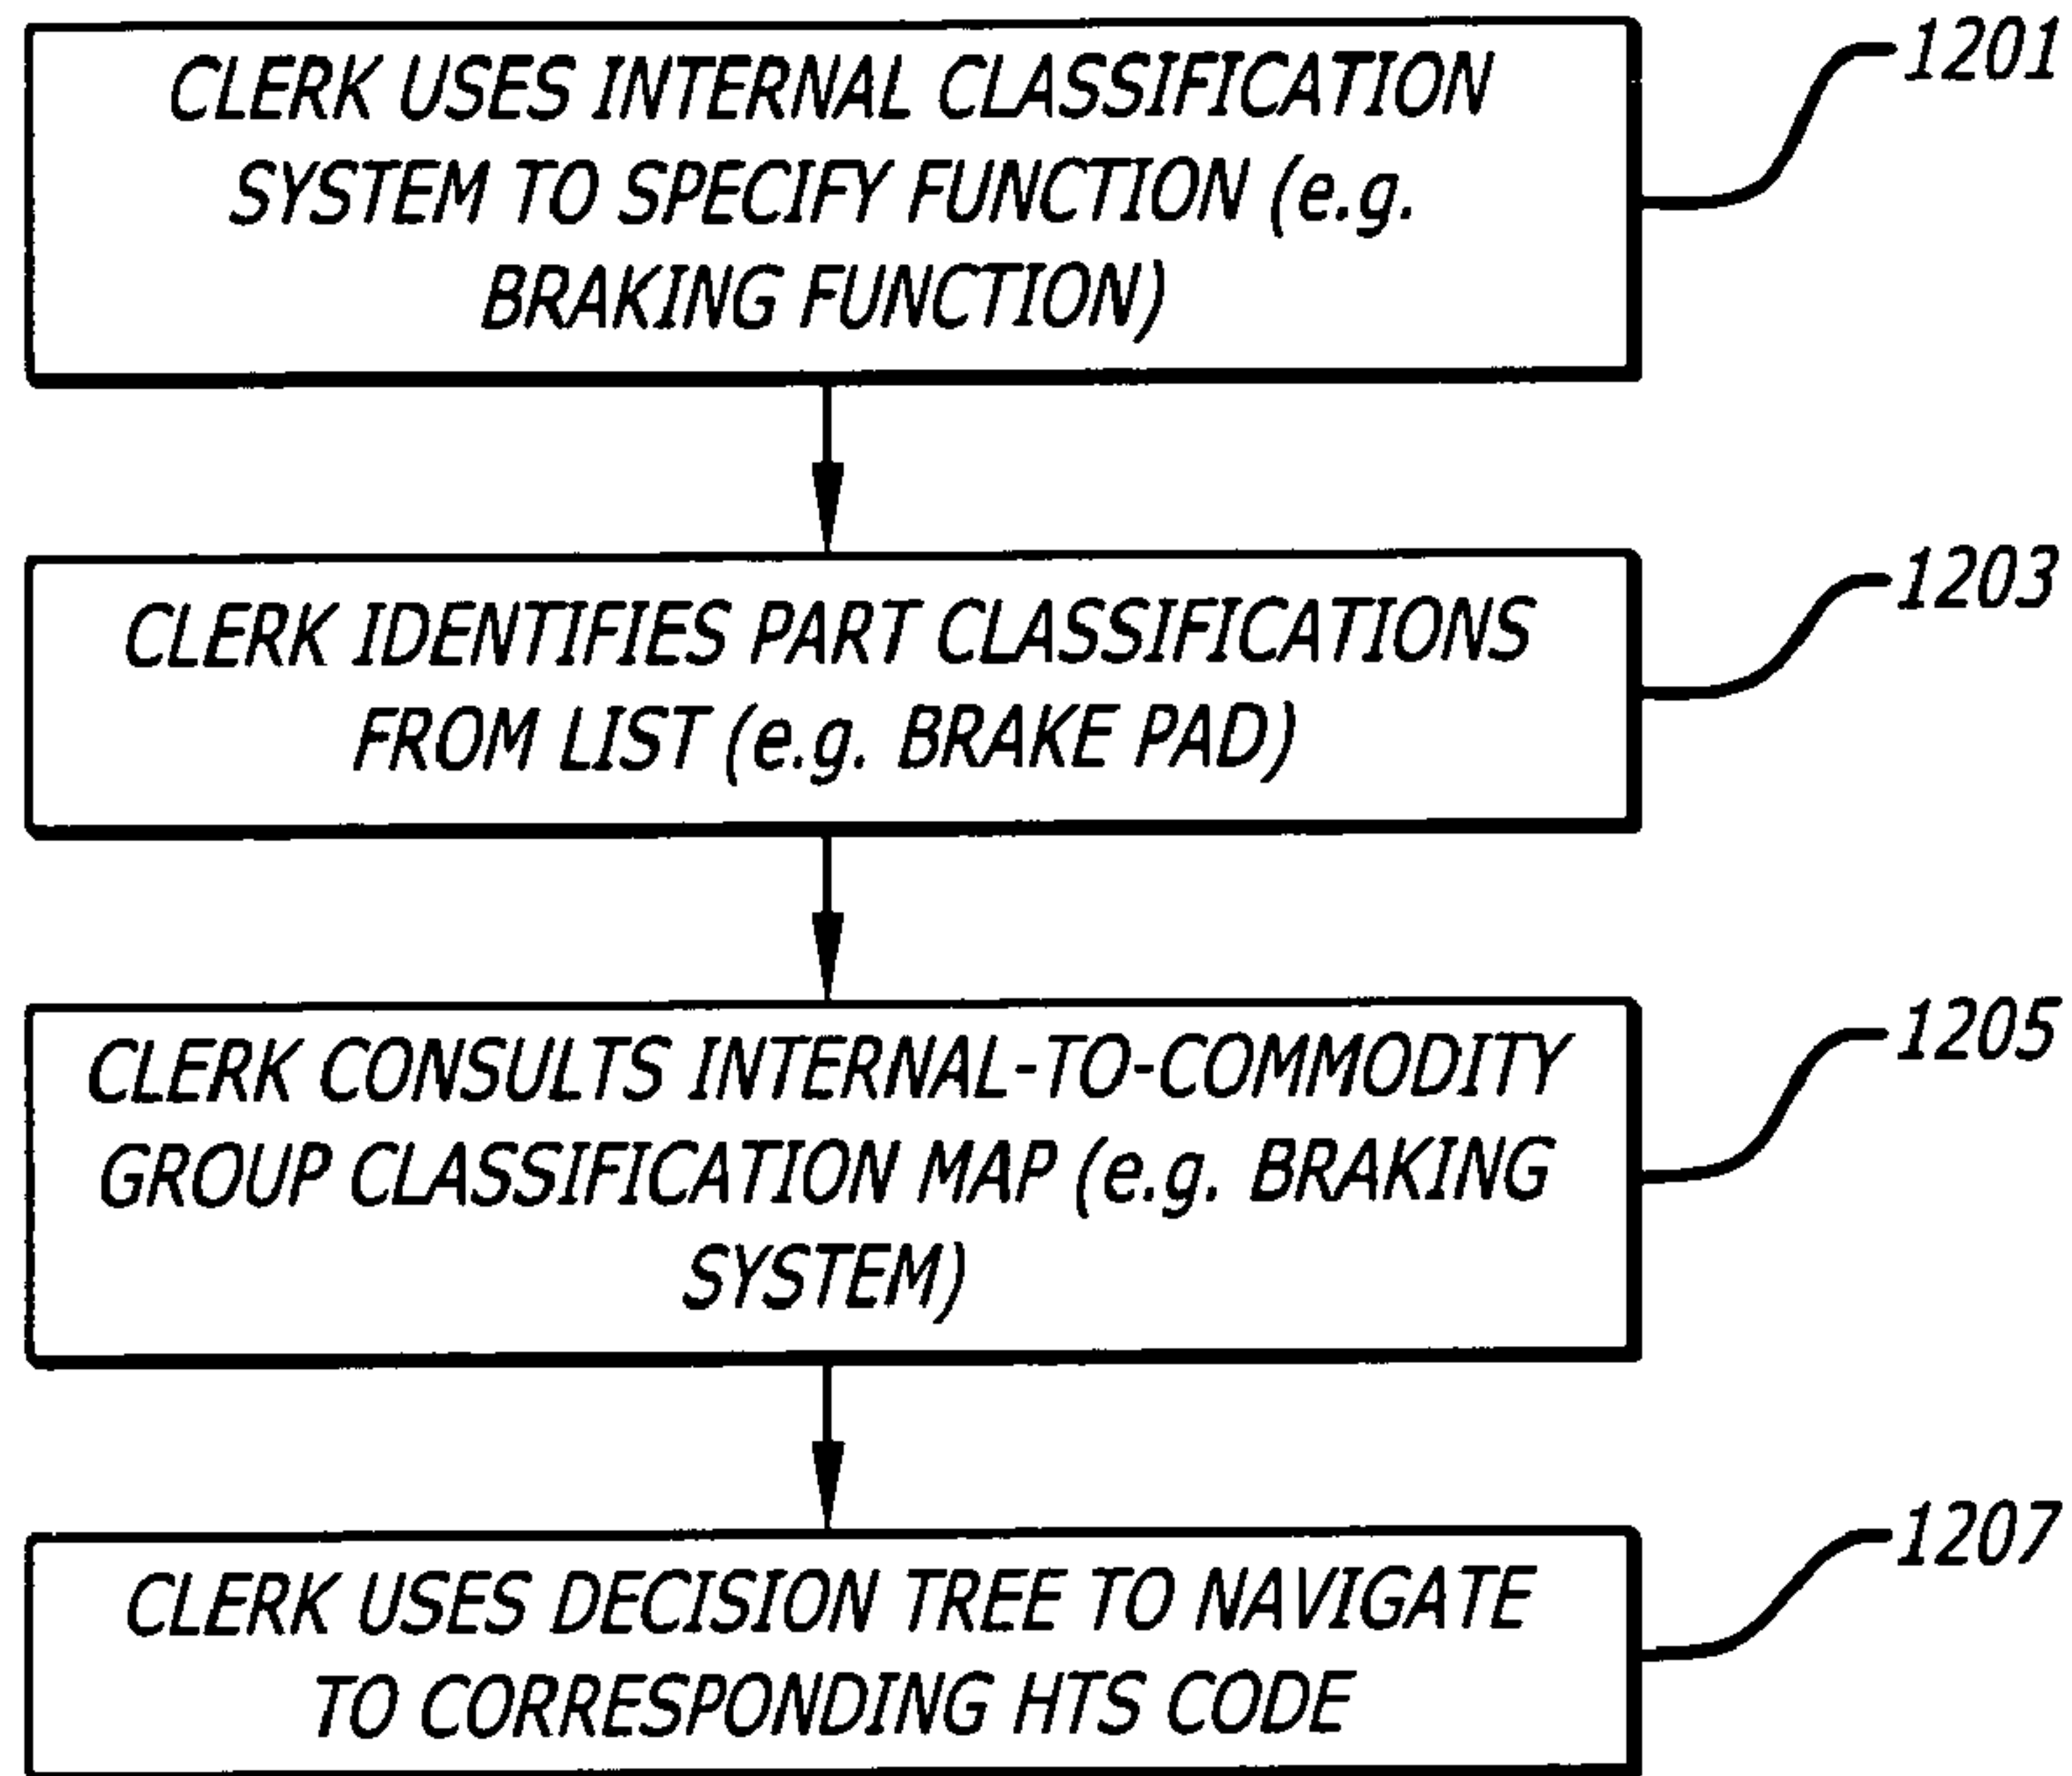 CLERK USES INTERNAL CLASSIFICATION
SYSTEM TO SPECIFY FUNCTION (e.g.
BRAKING FUNCTION)
1201
CLERK IDENTIFIES PART CLASSIFICATIONS
FROM LIST (e.g. BRAKE PAD)
1203
CLERK CONSULTS INTERNAL-TO-COMMODITY
GROUP CLASSIFICATION MAP (e.g. BRAKING
SYSTEM)
1205
CLERK USES DECISION TREE TO NAVIGATE
TO CORRESPONDING HTS CODE
1207